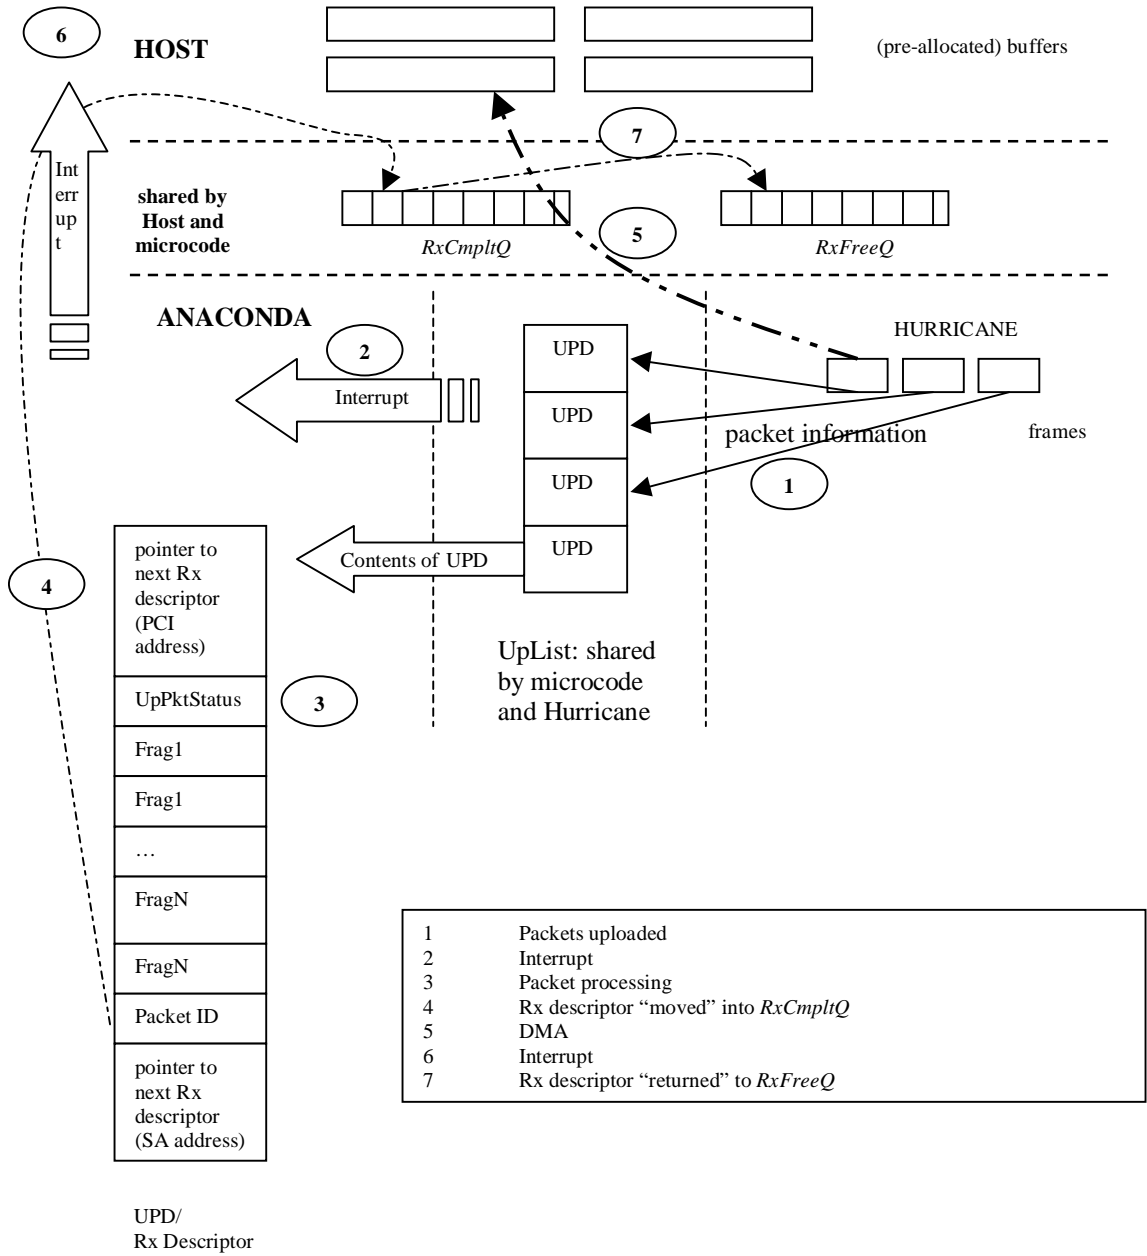 6
HOST
(pre-allocated) buffers
7
Int
err
up
t
shared by
Host and
microcode
5
RxCmpltQ
RxFreeQ
ANACONDA
HURRICANE
2
UPD
Interrupt
UPD
packet information
frames
1
UPD
UPD
Contents of UPD
4
pointer to
next Rx
descriptor
(PCI
address)
UpList: shared
by microcode
and Hurricane
UpPktStatus
3
Frag1
Frag1
…
FragN
FragN
Packet ID
pointer to
next Rx
descriptor
(SA address)
1 Packets uploaded
2 Interrupt
3 Packet processing
4 Rx descriptor “moved” into RxCmpltQ
5 DMA
6 Interrupt
7 Rx descriptor “returned” to RxFreeQ
UPD/
Rx Descriptor